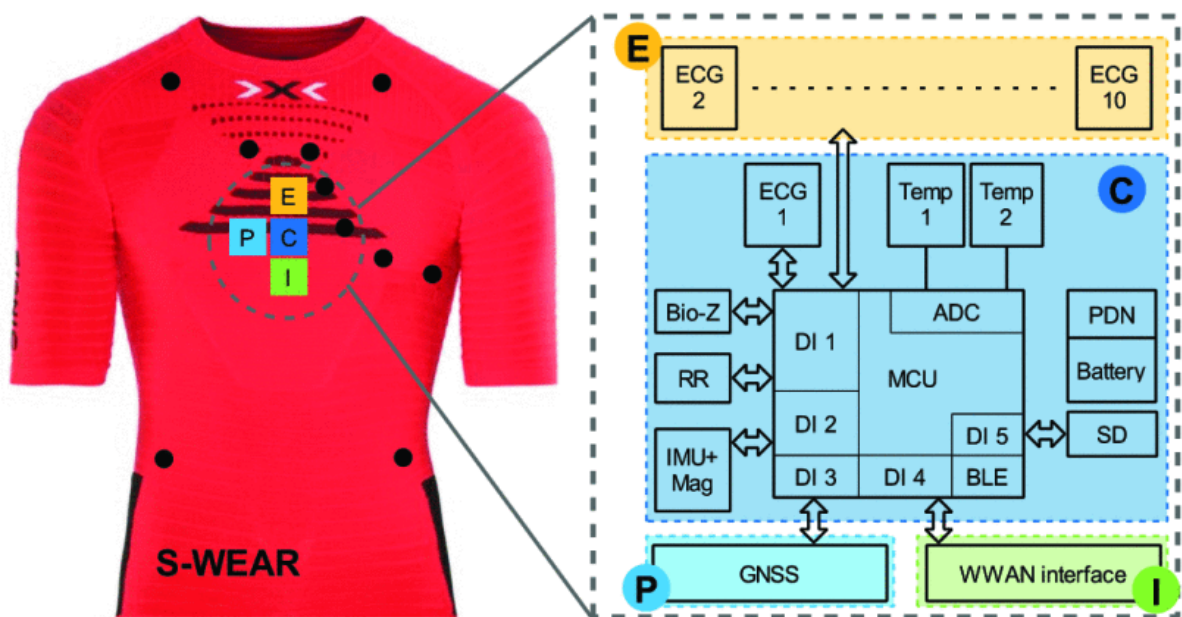 E
P C
I
S-WEAR
E
ECG
2
ECG
10
C
ECG
1
Temp
1
Temp
2
Bio-Z
RR
IMU+
Mag
DI 1
DI 2
DI 3
DI 4
DI 5
BLE
ADC
MCU
PDN
Battery
SD
P
GNSS
WWAN interface
I